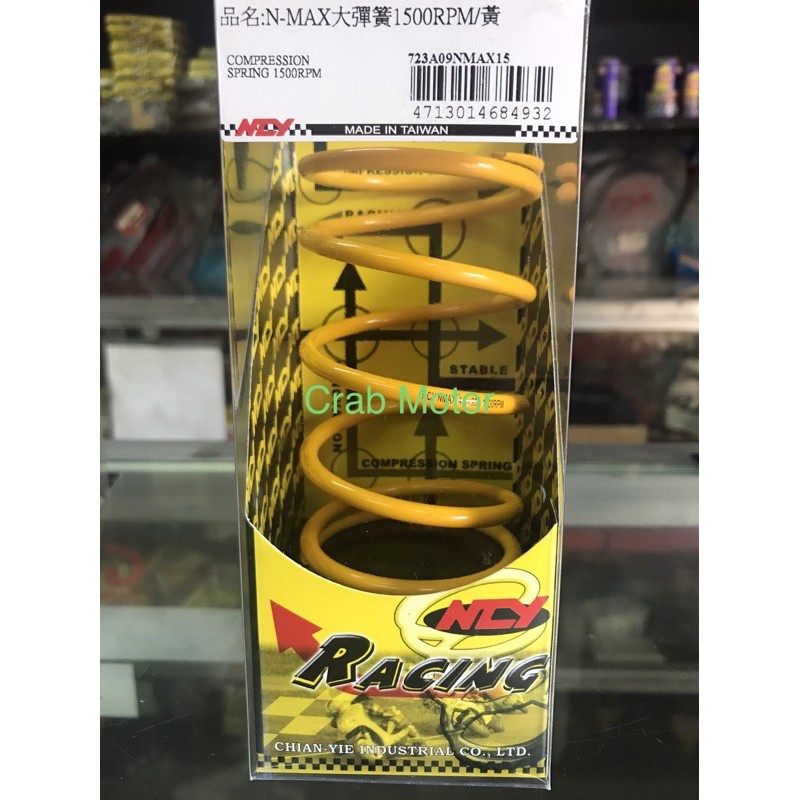 品名:N-MAX大彈簧1500RPM/黃
COMPRESSION
SPRING 1500RPM
723A09NMAX15
4713014684932
NCY
MADE IN TAIWAN
STABLE
Crab Motor
COMPRESSION SPRING
NCY
RACING
CHIAN-YIE INDUSTRIAL CO., LTD.